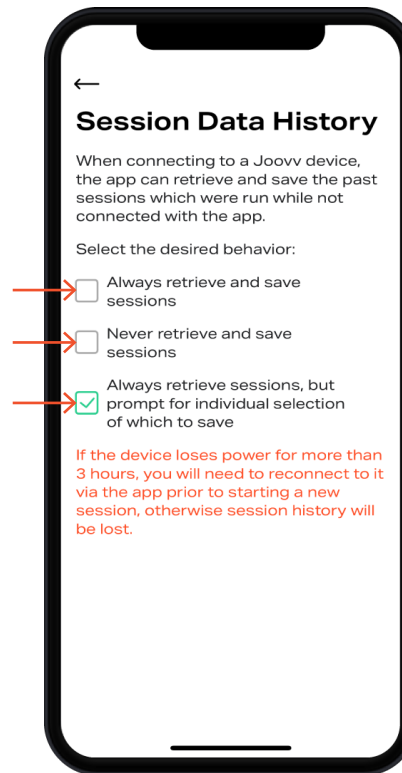 Session Data History
When connecting to a Joovv device,
the app can retrieve and save the past
sessions which were run while not
connected with the app.
Select the desired behavior:
Always retrieve and save
sessions
Never retrieve and save
sessions
Always retrieve sessions, but
prompt for individual selection
of which to save
If the device loses power for more than
3 hours, you will need to reconnect to it
via the app prior to starting a new
session, otherwise session history will
be lost.